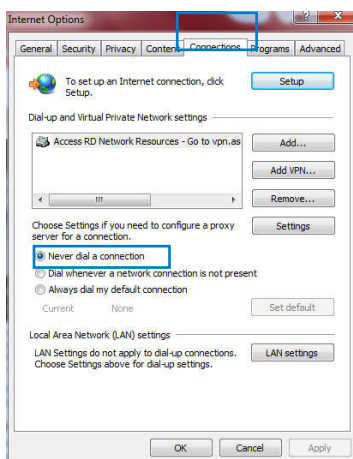 Internet Options
General Security Privacy Content Connections Programs Advanced
To set up an Internet connection, click
Setup.
Setup
Dial-up and Virtual Private Network settings
Access RD Network Resources - Go to vpn.as
Add...
Add VPN...
Remove...
Choose Settings if you need to configure a proxy
server for a connection.
Settings
Never dial a connection
Dial whenever a network connection is not present
Always dial my default connection
Current None
Set default
Local Area Network (LAN) settings
LAN Settings do not apply to dial-up connections.
Choose Settings above for dial-up settings.
LAN settings
OK Cancel Apply